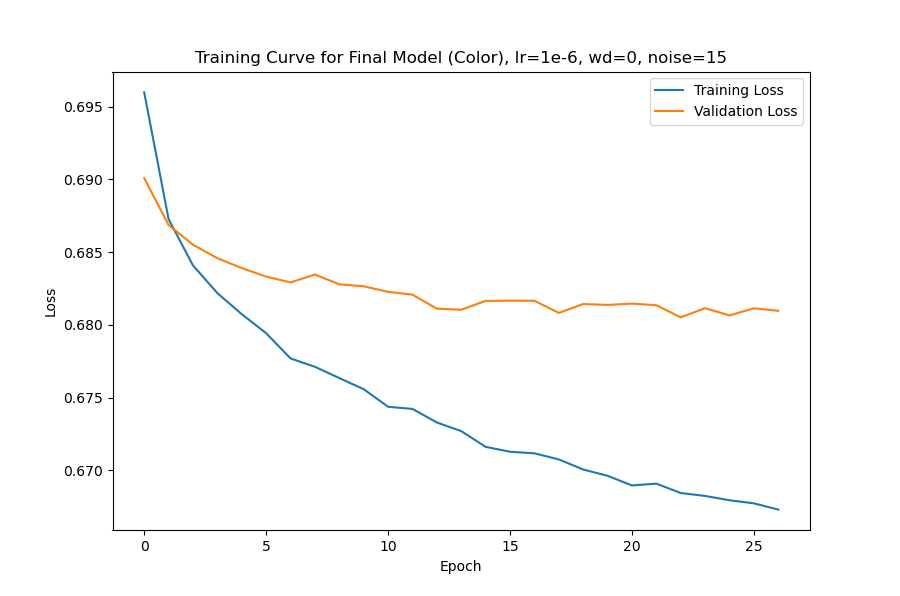 Training Curve for Final Model (Color), lr=1e-6, wd=0, noise=15
Training Loss
Validation Loss
0.695
0.690
0.685
0.680
0.675
0.670
Loss
0 5 10 15 20 25
Epoch